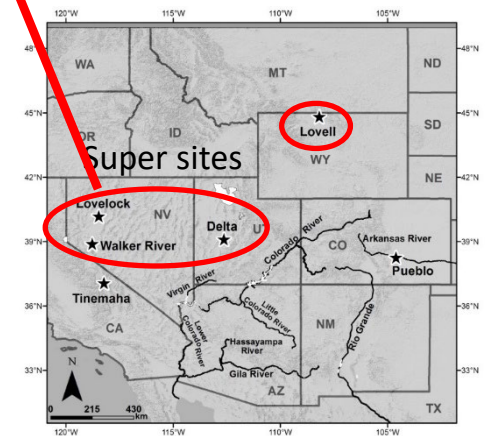 120°W 115°W 110°W 105°W
48°N
WA
MT
ND
48°N
45°N
OR
ID
Lovell
SD
45°N
WY
Super sites
NE
42°N
42°N
Lovelock
NV
Delta
UT
Colorado River
CO
Arkansas River
39°N
Walker River
39°N
Pueblo
Tinemaha
Virgin River
Little
Colorado River
36°N
36°N
CA
Lower
Colorado River
Hassayampa
River
NM
Rio Grande
N
33°N
Gila River
33°N
AZ
TX
0 215 430
km
120°W 115°W 110°W 105°W